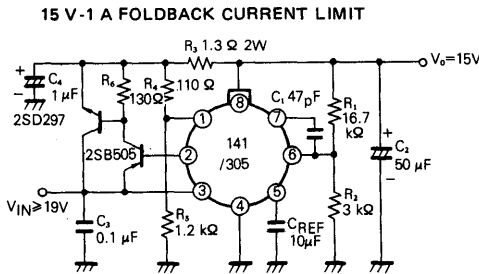 15 V-1 A FOLDBACK CURRENT LIMIT
R3 1.3 Ω 2W
Vo=15V
+
C4
1 μF
−
R6
130Ω
R4
110 Ω
C1 47pF
R1
16.7
kΩ
2SD297
2SB505
1
8
7
2
141
/305
6
3
4
5
+
C2
50 μF
−
VIN≥19V
C3
0.1 μF
R5
1.2 kΩ
CREF
10μF
R2
3 kΩ